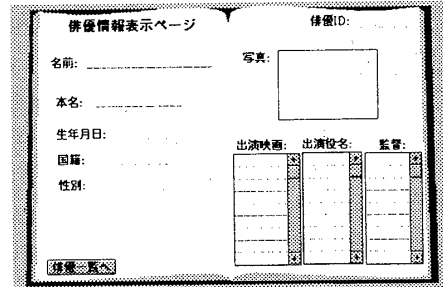 俳優情報表示ページ
俳優ID:
名前:
写真:
本名:
生年月日:
国籍:
性別:
出演映画: 出演役名: 監督:
俳優一覧へ